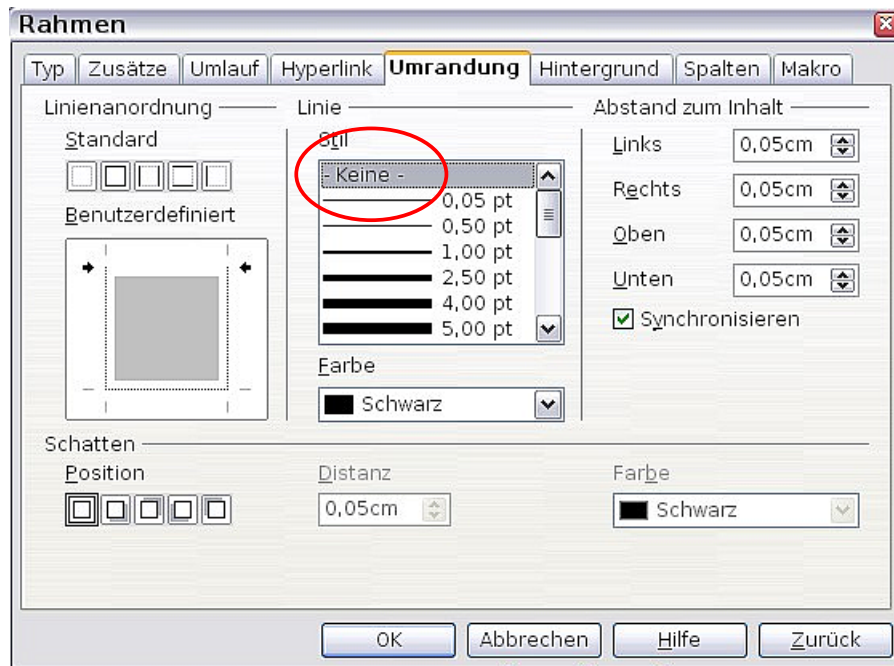 Rahmen
Typ Zusätze Umlauf Hyperlink Umrandung Hintergrund Spalten Makro
Linienanordnung
Standard
Benutzerdefiniert
Linie
Stil
- Keine -
0,05 pt
0,50 pt
1,00 pt
2,50 pt
4,00 pt
5,00 pt
Farbe
Schwarz
Abstand zum Inhalt
Links 0,05cm
Rechts 0,05cm
Oben 0,05cm
Unten 0,05cm
Synchronisieren
Schatten
Position
Distanz
0,05cm
Farbe
Schwarz
OK Abbrechen Hilfe Zurück